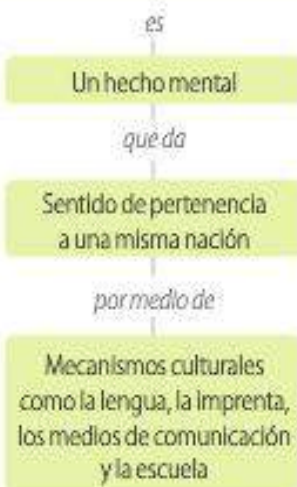 es
Un hecho mental
que da
Sentido de pertenencia
a una misma nación
por medio de
Mecanismos culturales
como la lengua, la imprenta,
los medios de comunicación
y la escuela